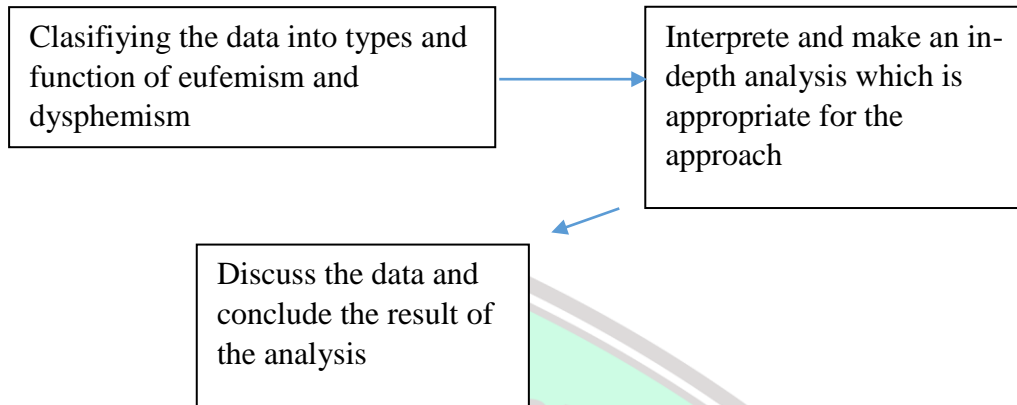 Clasifiying the data into types and
function of eufemism and
dysphemism
Interprete and make an in-
depth analysis which is
appropriate for the
approach
Discuss the data and
conclude the result of
the analysis